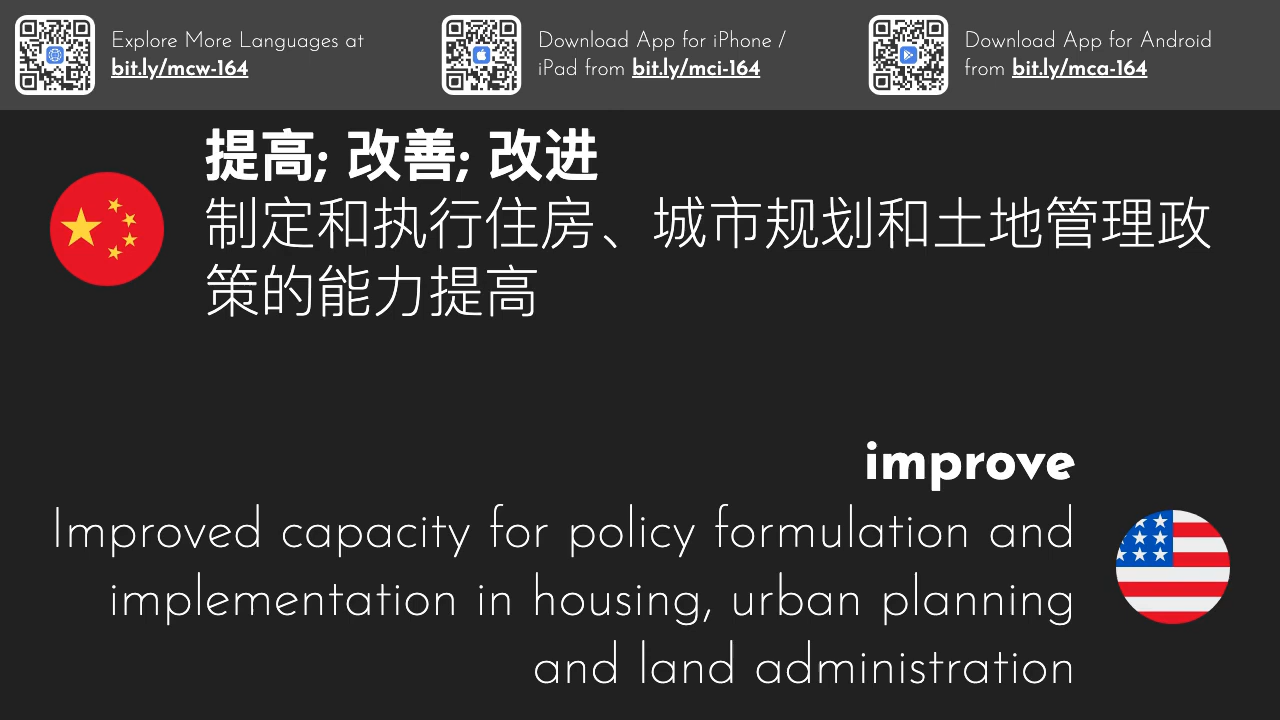 Explore More Languages at
bit.ly/mcw-164
Download App for iPhone /
iPad from bit.ly/mci-164
Download App for Android
from bit.ly/mca-164
提高; 改善; 改进
制定和执行住房、城市规划和土地管理政
策的能力提高
improve
Improved capacity for policy formulation and
implementation in housing, urban planning
and land administration